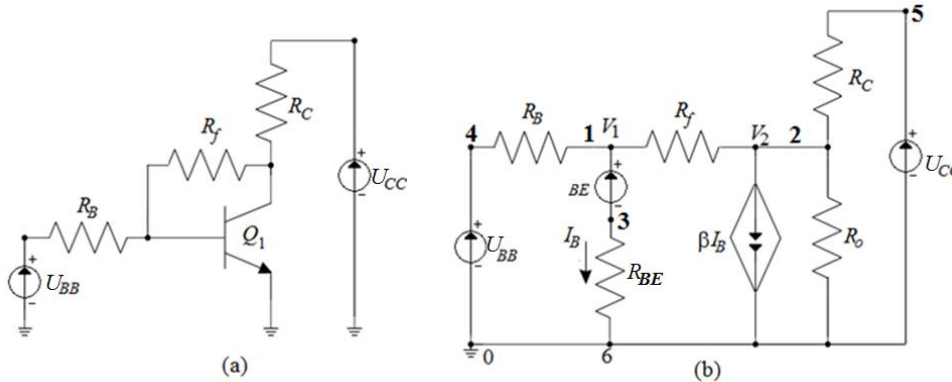 R_C
R_f
+
U_CC
-
R_B
Q_1
+
U_BB
-
(a)
5
R_C
4
R_B
1
V_1
R_f
V_2
2
+
U_CC
-
+
BE
-
3
+
U_BB
-
I_B
R_BE
βI_B
R_o
0
6
(b)